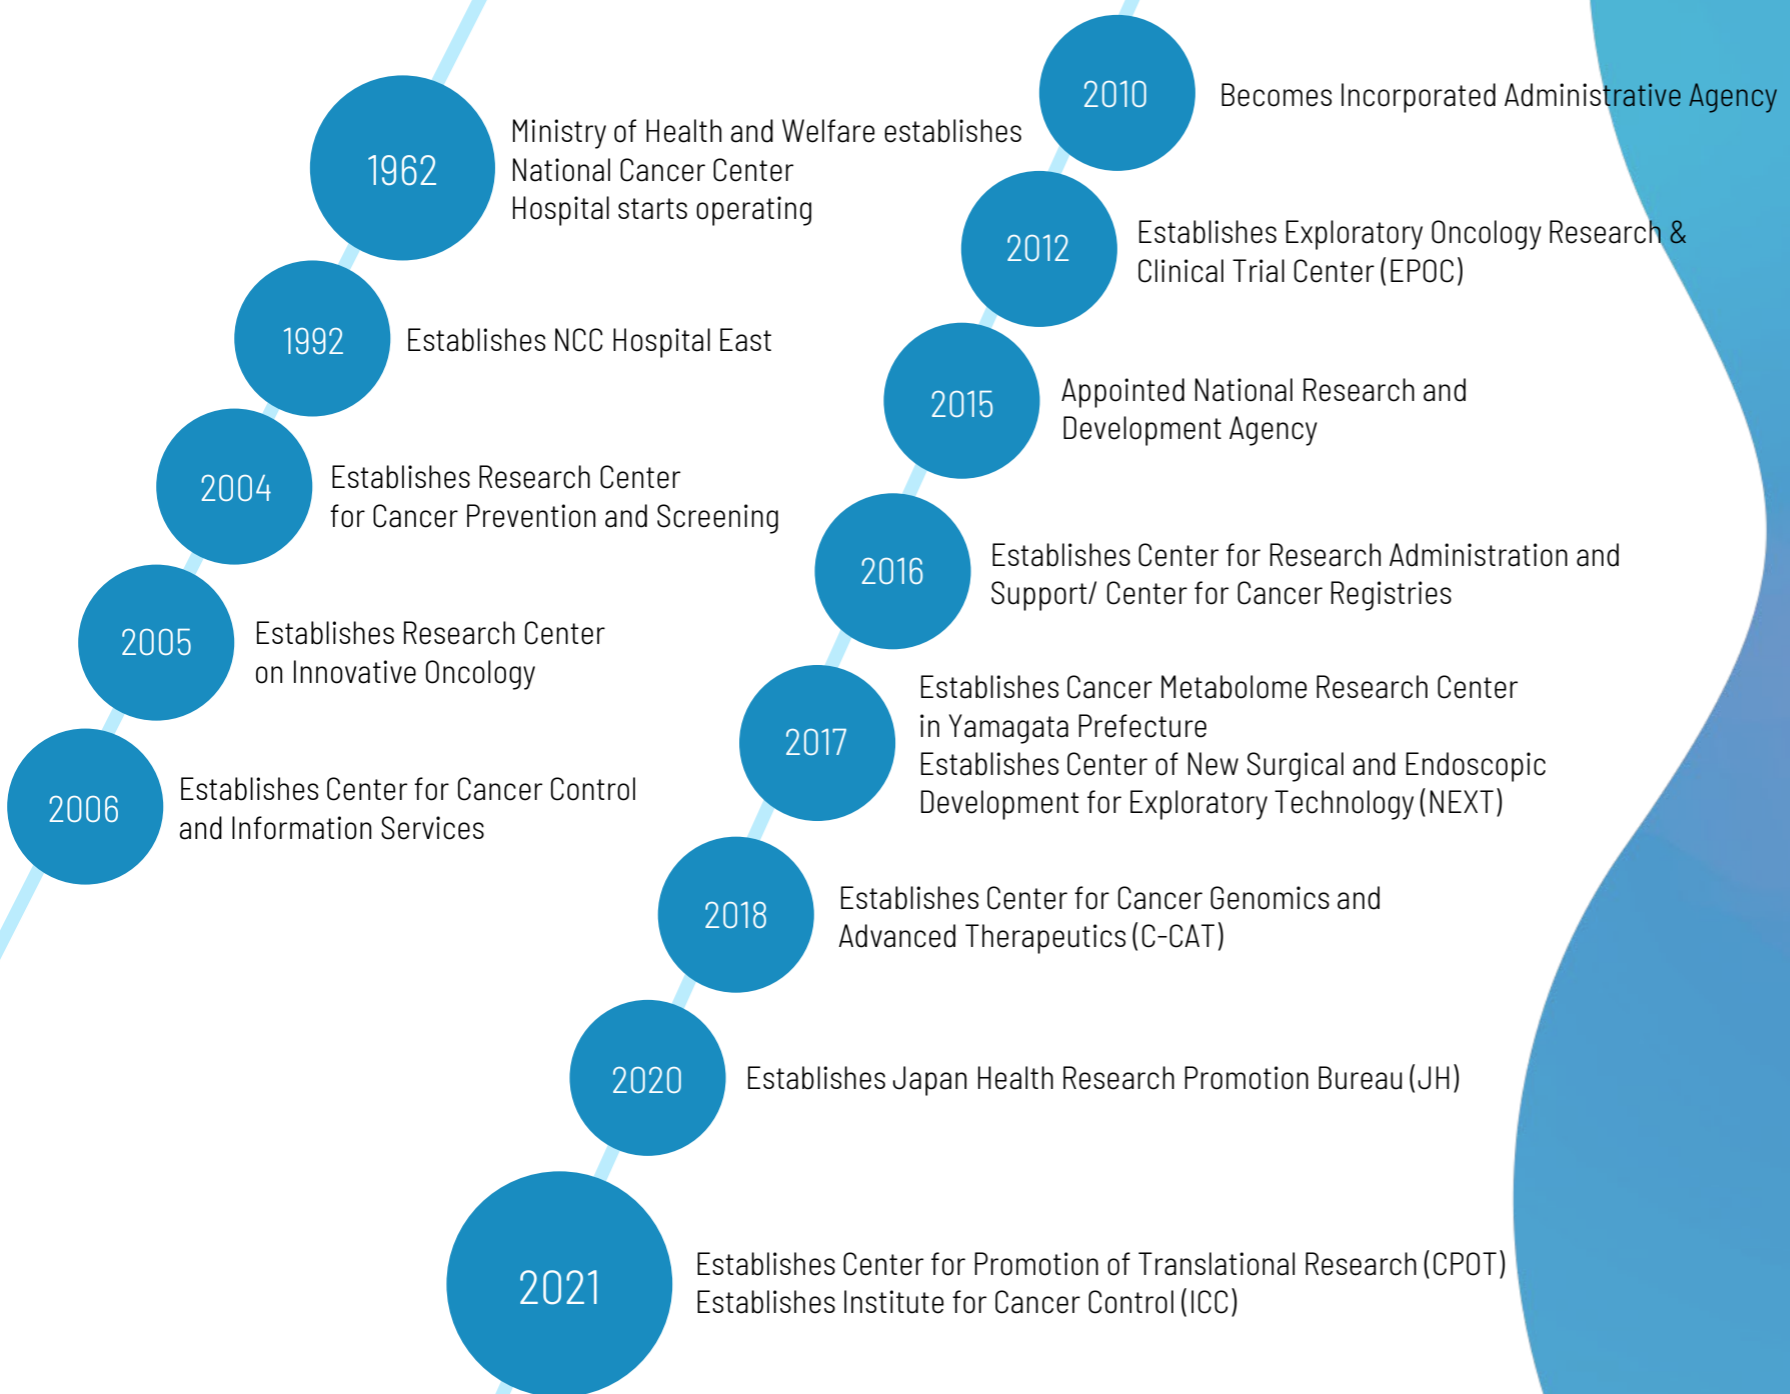 1962
Ministry of Health and Welfare establishes
National Cancer Center
Hospital starts operating
1992
Establishes NCC Hospital East
2004
Establishes Research Center
for Cancer Prevention and Screening
2005
Establishes Research Center
on Innovative Oncology
2006
Establishes Center for Cancer Control
and Information Services
2010
Becomes Incorporated Administrative Agency
2012
Establishes Exploratory Oncology Research &
Clinical Trial Center (EPOC)
2015
Appointed National Research and
Development Agency
2016
Establishes Center for Research Administration and
Support/ Center for Cancer Registries
2017
Establishes Cancer Metabolome Research Center
in Yamagata Prefecture
Establishes Center of New Surgical and Endoscopic
Development for Exploratory Technology (NEXT)
2018
Establishes Center for Cancer Genomics and
Advanced Therapeutics (C-CAT)
2020
Establishes Japan Health Research Promotion Bureau (JH)
2021
Establishes Center for Promotion of Translational Research (CPOT)
Establishes Institute for Cancer Control (ICC)